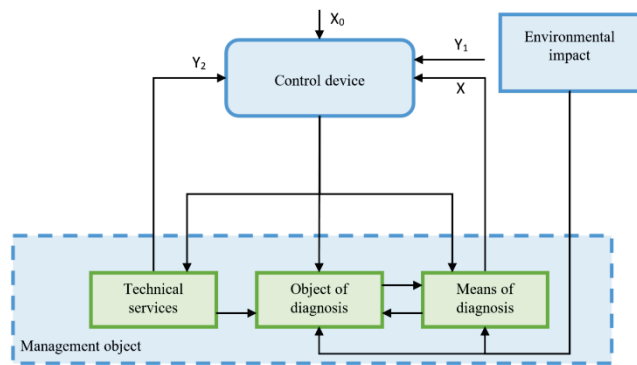 X₀
Environmental
impact
Y₁
Y₂
Control device
X
Technical
services
Object of
diagnosis
Means of
diagnosis
Management object